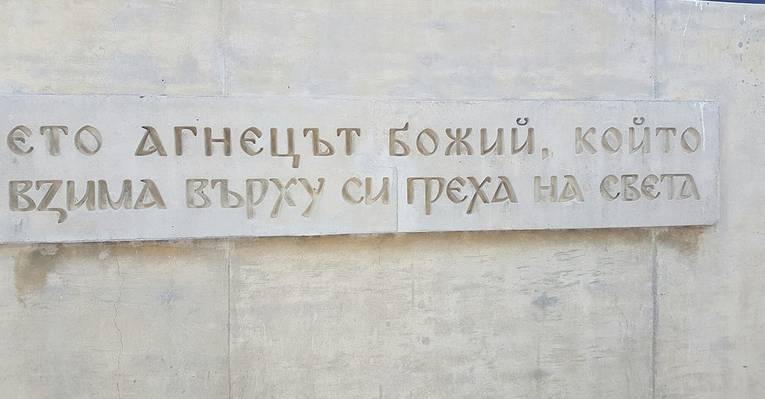 ЕТО АГНЕЦЪТ БОЖИЙ, КОЙТО
ВЗИМА ВЪРХУ СИ ГРЕХА НА СВЕТА